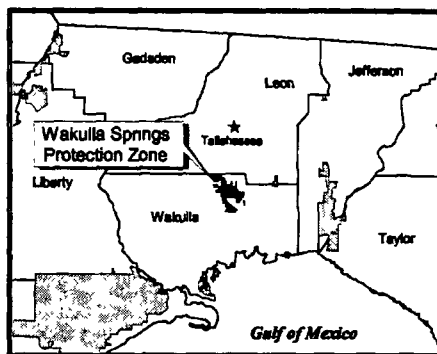 Gadsden
Jefferson
Leon
Wakulla Springs
Protection Zone
Tallahassee
Liberty
Wakulla
Taylor
Gulf of Mexico